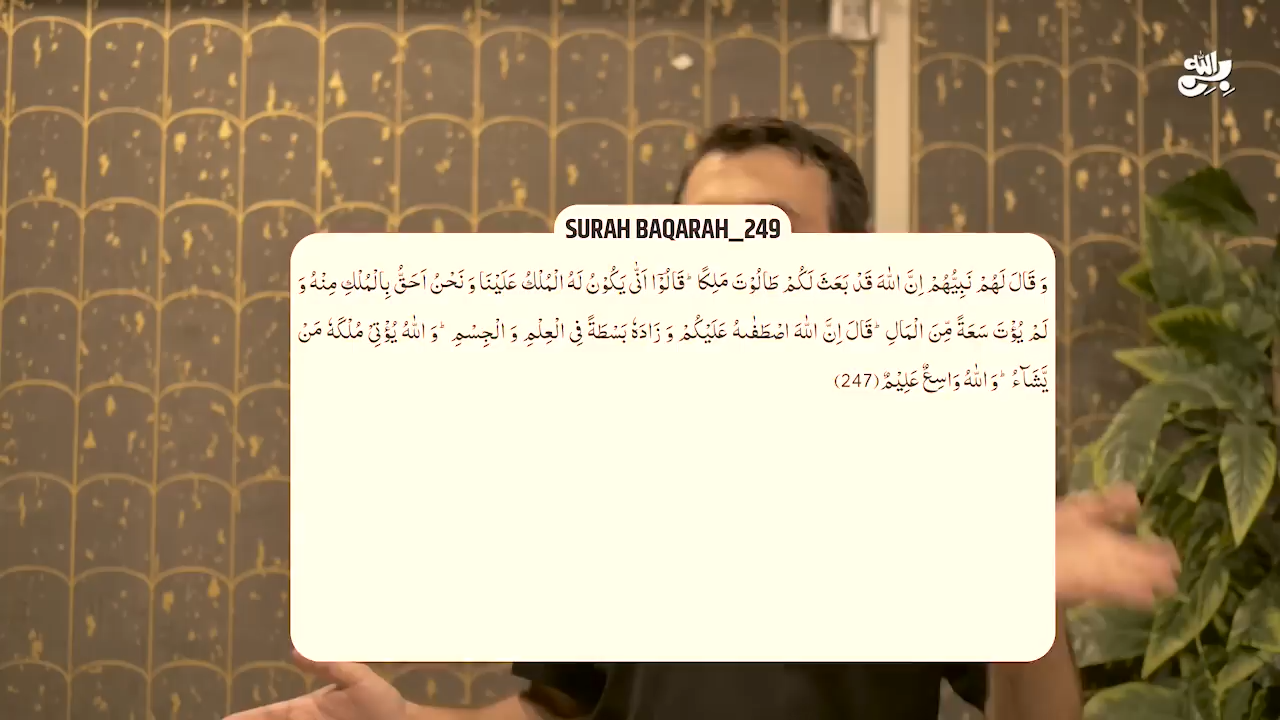 بِسْمِ اللّٰه
SURAH BAQARAH_249
وَ قَالَ لَهُمْ نَبِیُّهُمْ اِنَّ اللّٰهَ قَدْ بَعَثَ لَكُمْ طَالُوْتَ مَلِكًاؕ-قَالُوْۤا اَنّٰى یَكُوْنُ لَهُ الْمُلْكُ عَلَیْنَا وَ نَحْنُ اَحَقُّ بِالْمُلْكِ مِنْهُ وَ
لَمْ یُؤْتَ سَعَةً مِّنَ الْمَالِؕ-قَالَ اِنَّ اللّٰهَ اصْطَفٰىهُ عَلَیْكُمْ وَ زَادَهٗ بَسْطَةً فِی الْعِلْمِ وَ الْجِسْمِؕ-وَ اللّٰهُ یُؤْتِیْ مُلْكَهٗ مَنْ
یَّشَآءُؕ-وَ اللّٰهُ وَاسِعٌ عَلِیْمٌ(247)